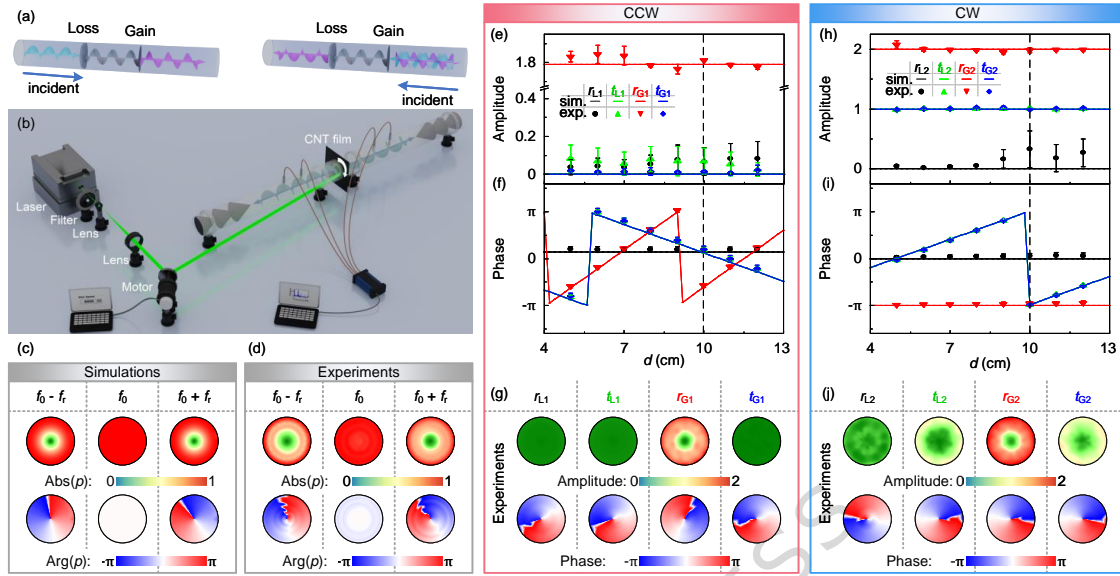 (a)
Loss
Gain
incident
Loss
Gain
incident
(b)
CNT film
Laser
Filter
Lens
Lens
Motor
(c)
Simulations
f0 - fr
f0
f0 + fr
Abs(p): 0 1
Arg(p): -π π
(d)
Experiments
f0 - fr
f0
f0 + fr
Abs(p): 0 1
Arg(p): -π π
CCW
(e)
Amplitude
1.8
0.4
0.2
0.0
rL1 tL1 rG1 tG1
sim.
exp.
(f)
Phase
π
0
-π
4 7 10 13
d (cm)
(g)
rL1
tL1
rG1
tG1
Experiments
Amplitude: 0 2
Phase: -π π
CW
(h)
Amplitude
2
1
0
rL2 tL2 rG2 tG2
sim.
exp.
(i)
Phase
π
0
-π
4 7 10 13
d (cm)
(j)
rL2
tL2
rG2
tG2
Experiments
Amplitude: 0 2
Phase: -π π